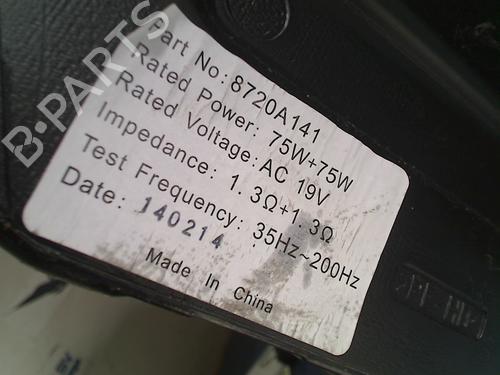 Part No:8720A141
Rated Power: 75W+75W
Rated Voltage:AC 19V
Impedance: 1.3Ω+1.3Ω
Test Frequency: 35Hz~200Hz
Date: 140214
Made In China
B-PARTS